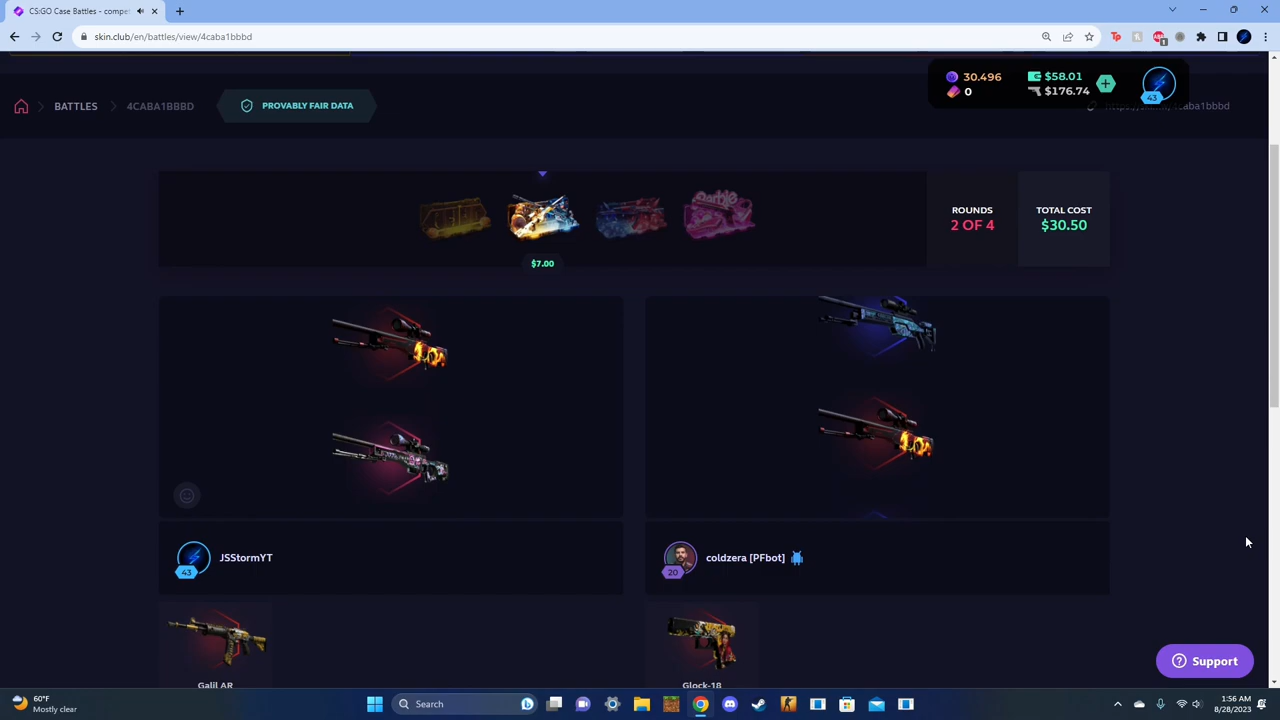 CS:GO Case Battles - compe
skin.club/en/battles/view/4caba1bbbd
30.496
$58.01
0
$176.74
43
BATTLES
4CABA1BBBD
PROVABLY FAIR DATA
4caba1bbbd
ROUNDS
2 OF 4
TOTAL COST
$30.50
$7.00
JSStormYT
43
coldzera [PFbot]
20
Galil AR
Glock-18
Support
60°F
Mostly clear
Search
1:56 AM
8/28/2023